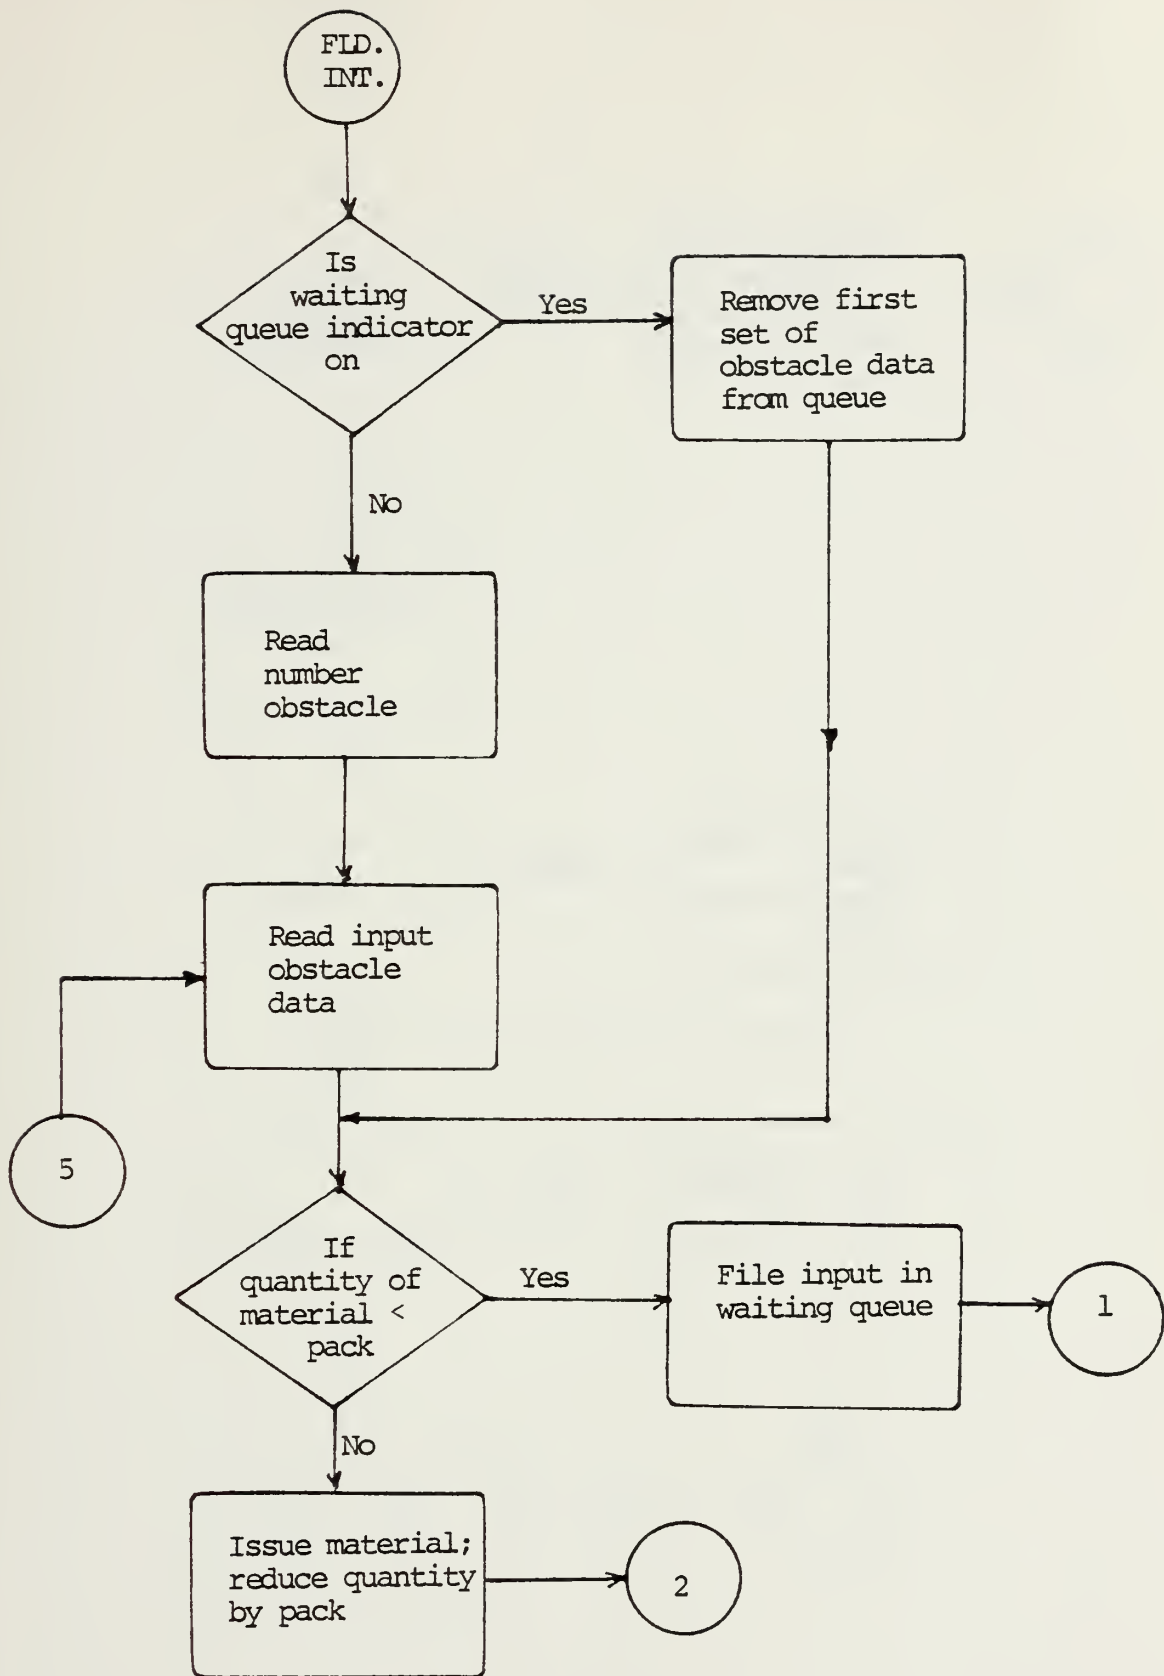 FLD.
INT.
Is
waiting
queue indicator
on
Yes
Remove first
set of
obstacle data
from queue
No
Read
number
obstacle
Read input
obstacle
data
5
If
quantity of
material <
pack
Yes
File input in
waiting queue
1
No
Issue material;
reduce quantity
by pack
2